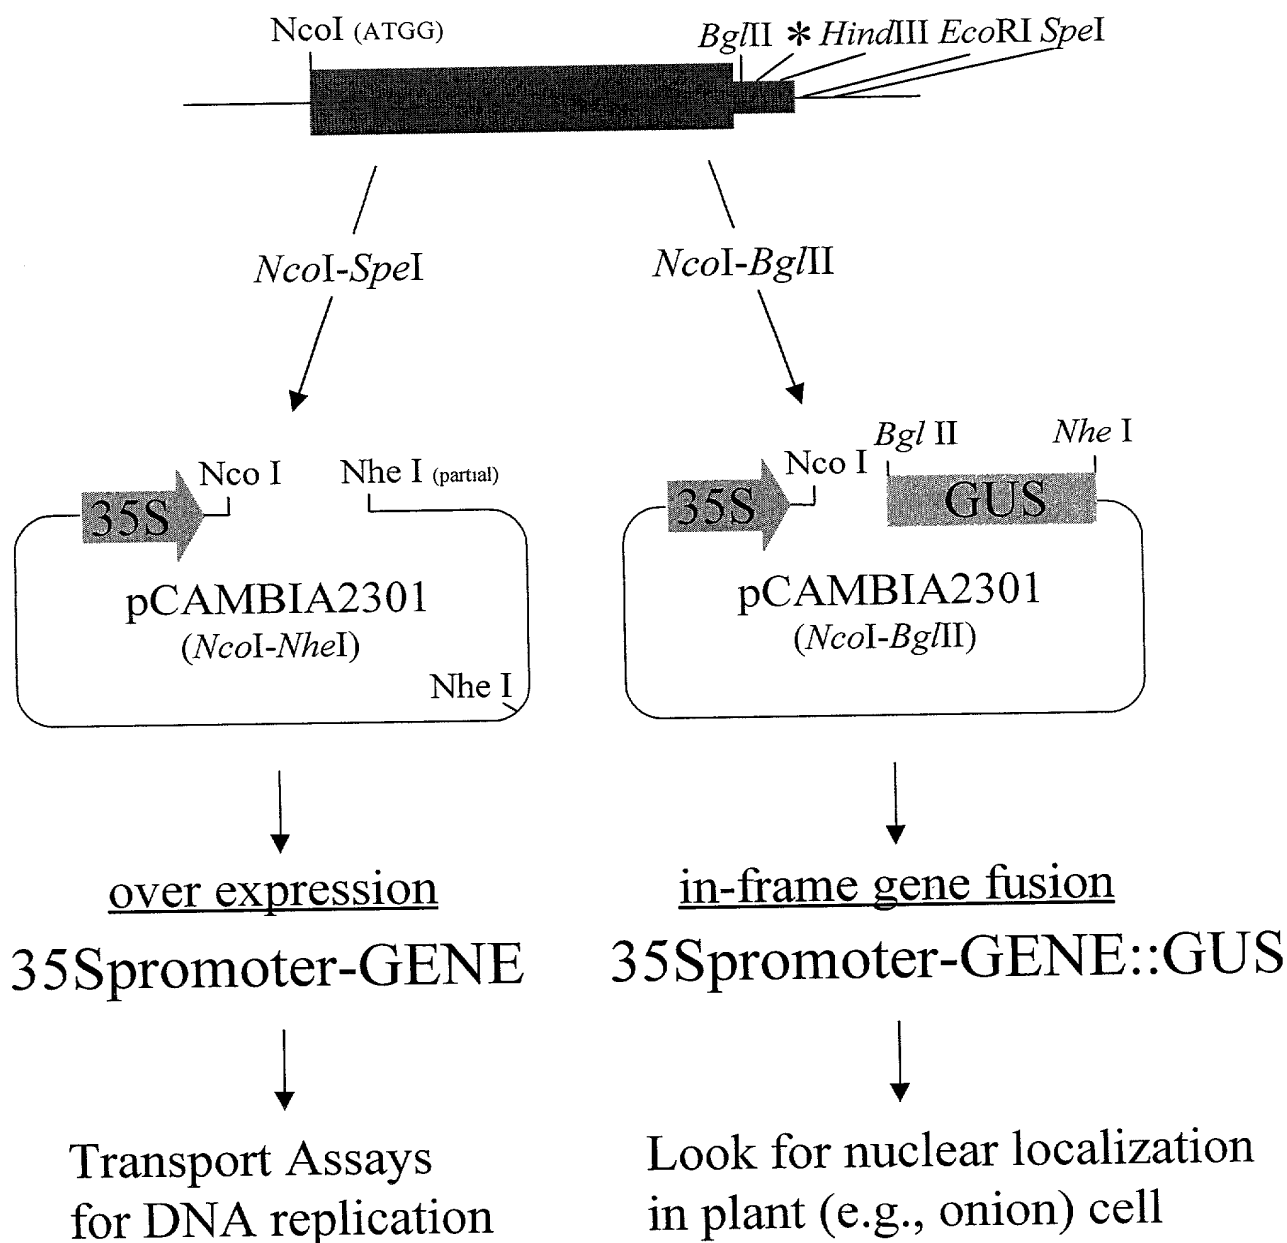 NcoI (ATGG)
BglII * HindIII EcoRI SpeI
NcoI-SpeI
NcoI-BglII
35S
Nco I
Nhe I (partial)
pCAMBIA2301
(NcoI-NheI)
Nhe I
35S
Nco I
Bgl II
Nhe I
GUS
pCAMBIA2301
(NcoI-BglII)
over expression
35Spromoter-GENE
Transport Assays
for DNA replication
in-frame gene fusion
35Spromoter-GENE::GUS
Look for nuclear localization
in plant (e.g., onion) cell